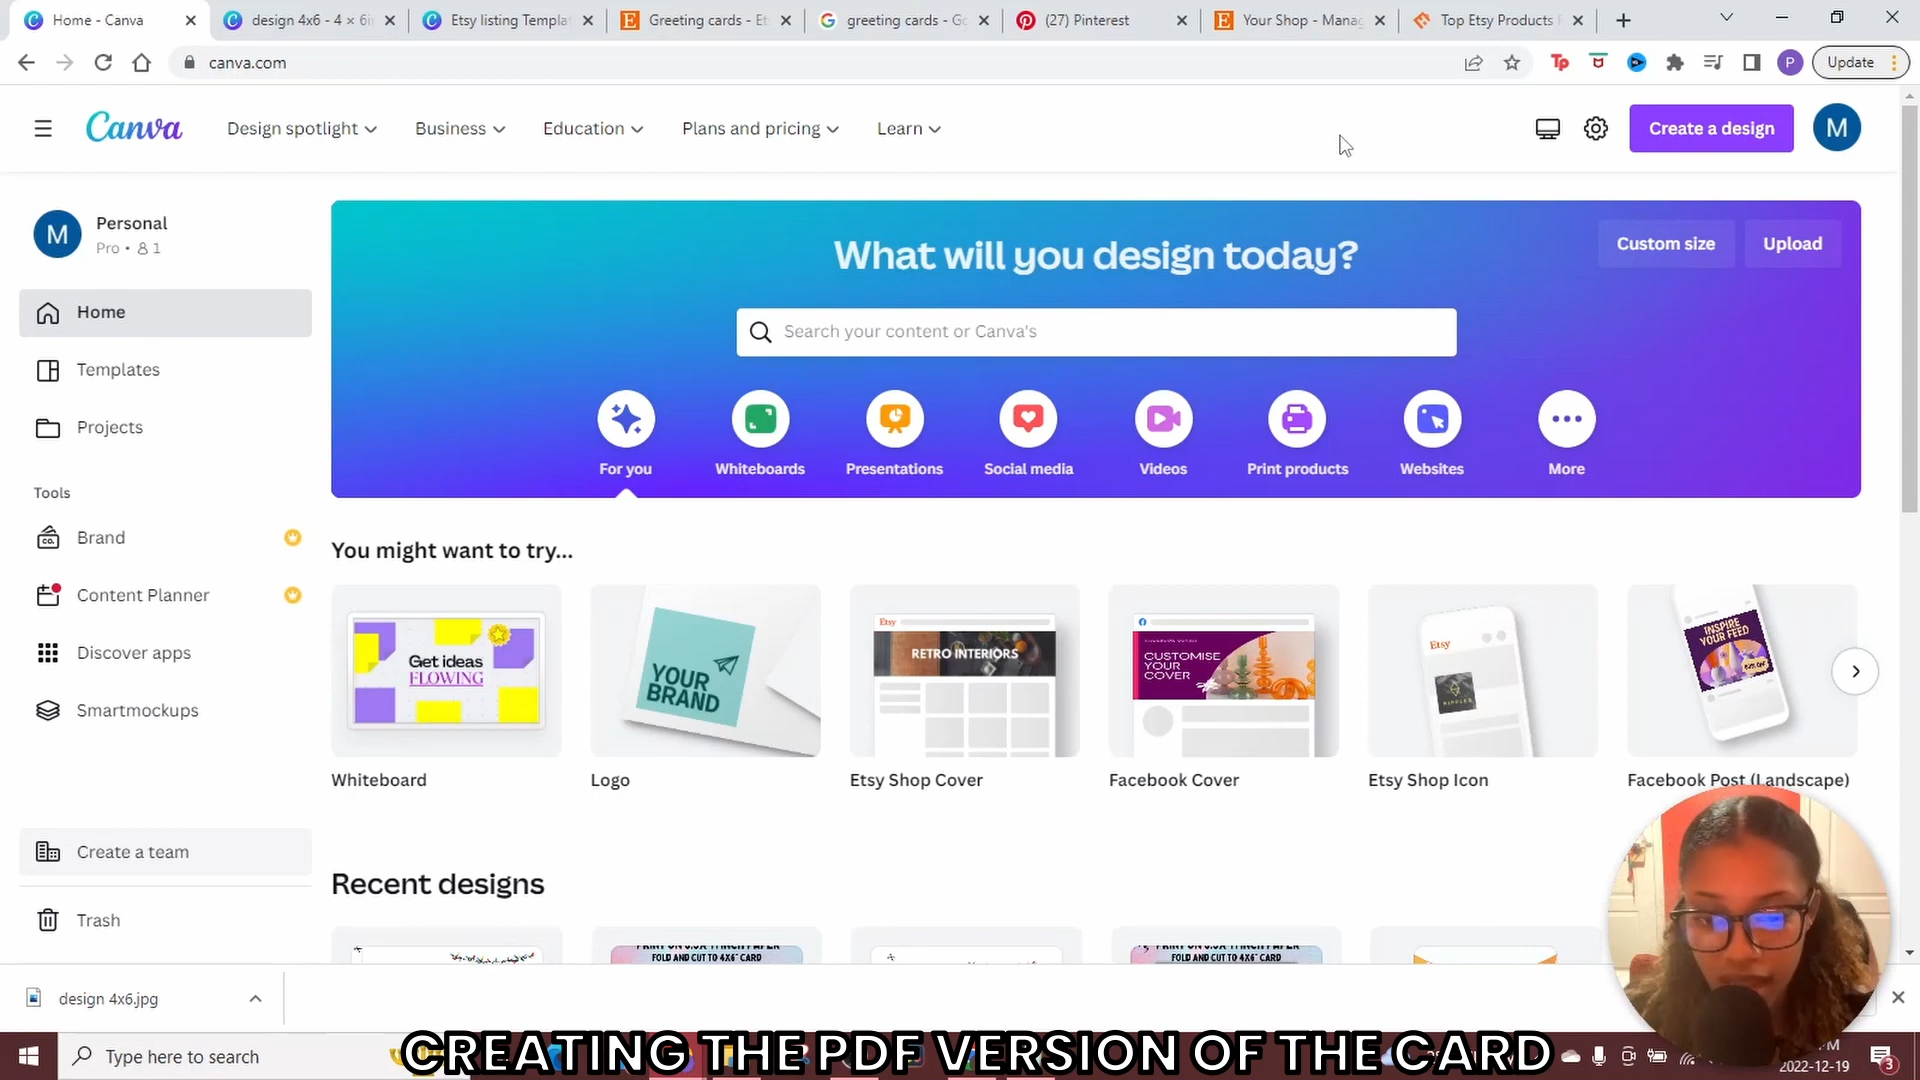 Home - Canva
design 4x6 - 4 × 6in
Etsy listing Templat
Greeting cards - Et
greeting cards - Go
(27) Pinterest
Your Shop - Manag
Top Etsy Products
canva.com
Update
Canva
Design spotlight
Business
Education
Plans and pricing
Learn
Create a design
M
M
Personal
Pro • 1
Home
Templates
Projects
Tools
Brand
Content Planner
Discover apps
Smartmockups
Create a team
Trash
What will you design today?
Custom size
Upload
Search your content or Canva's
For you
Whiteboards
Presentations
Social media
Videos
Print products
Websites
More
You might want to try...
Get ideas
FLOWING
YOUR
BRAND
Etsy
RETRO INTERIORS
CUSTOMISE
YOUR
COVER
Etsy
INSPIRE
YOUR FEED
Whiteboard
Logo
Etsy Shop Cover
Facebook Cover
Etsy Shop Icon
Facebook Post (Landscape)
Recent designs
FOLD AND CUT TO 4X6" CARD
FOLD AND CUT TO 4X6" CARD
design 4x6.jpg
CREATING THE PDF VERSION OF THE CARD
Type here to search
2022-12-19
3